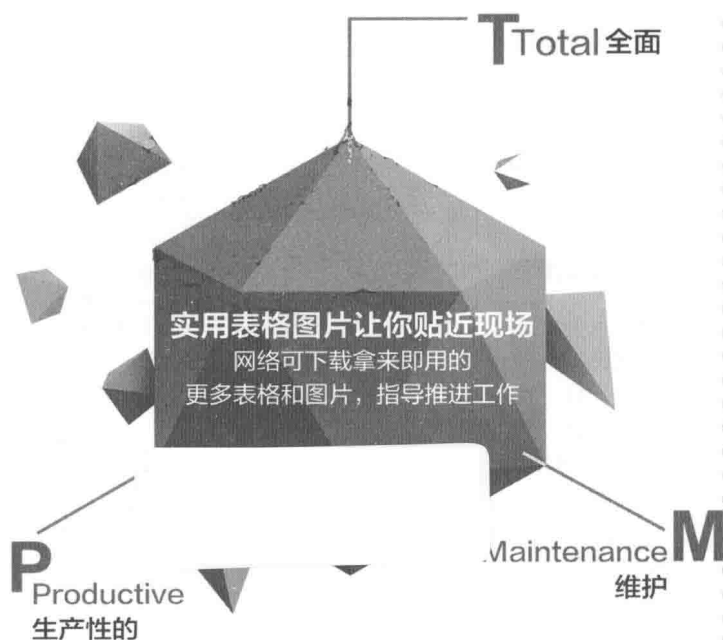 T Total 全面
实用表格图片让你贴近现场
网络可下载拿来即用的
更多表格和图片，指导推进工作
P
Productive
生产性的
Maintenance M
维护